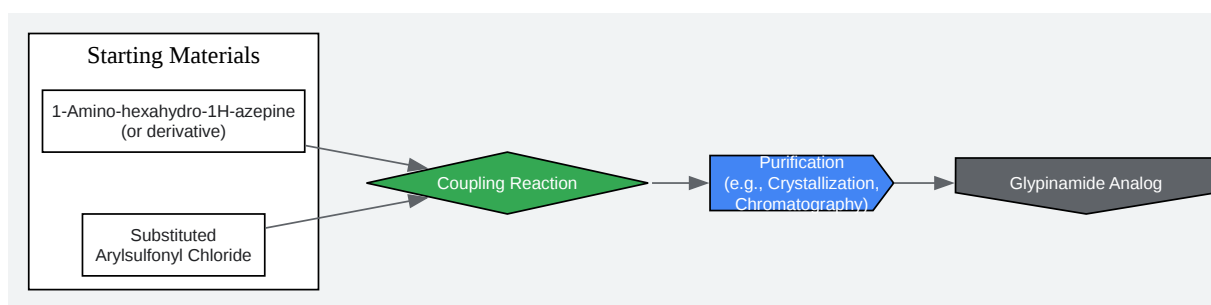 Starting Materials
1-Amino-hexahydro-1H-azepine
(or derivative)
Substituted
Arylsulfonyl Chloride
Coupling Reaction
Purification
(e.g., Crystallization,
Chromatography)
Glypinamide Analog